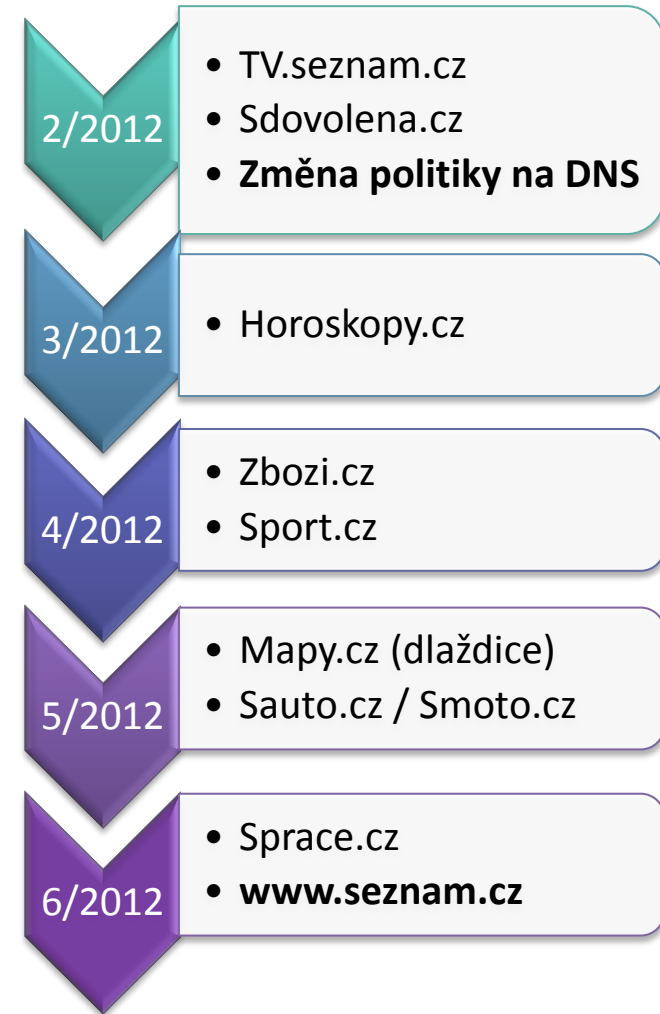 2/2012
• TV.seznam.cz
• Sdovolena.cz
• Změna politiky na DNS
3/2012
• Horoskopy.cz
4/2012
• Zbozi.cz
• Sport.cz
5/2012
• Mapy.cz (dlaždice)
• Sauto.cz / Smoto.cz
6/2012
• Sprace.cz
• www.seznam.cz